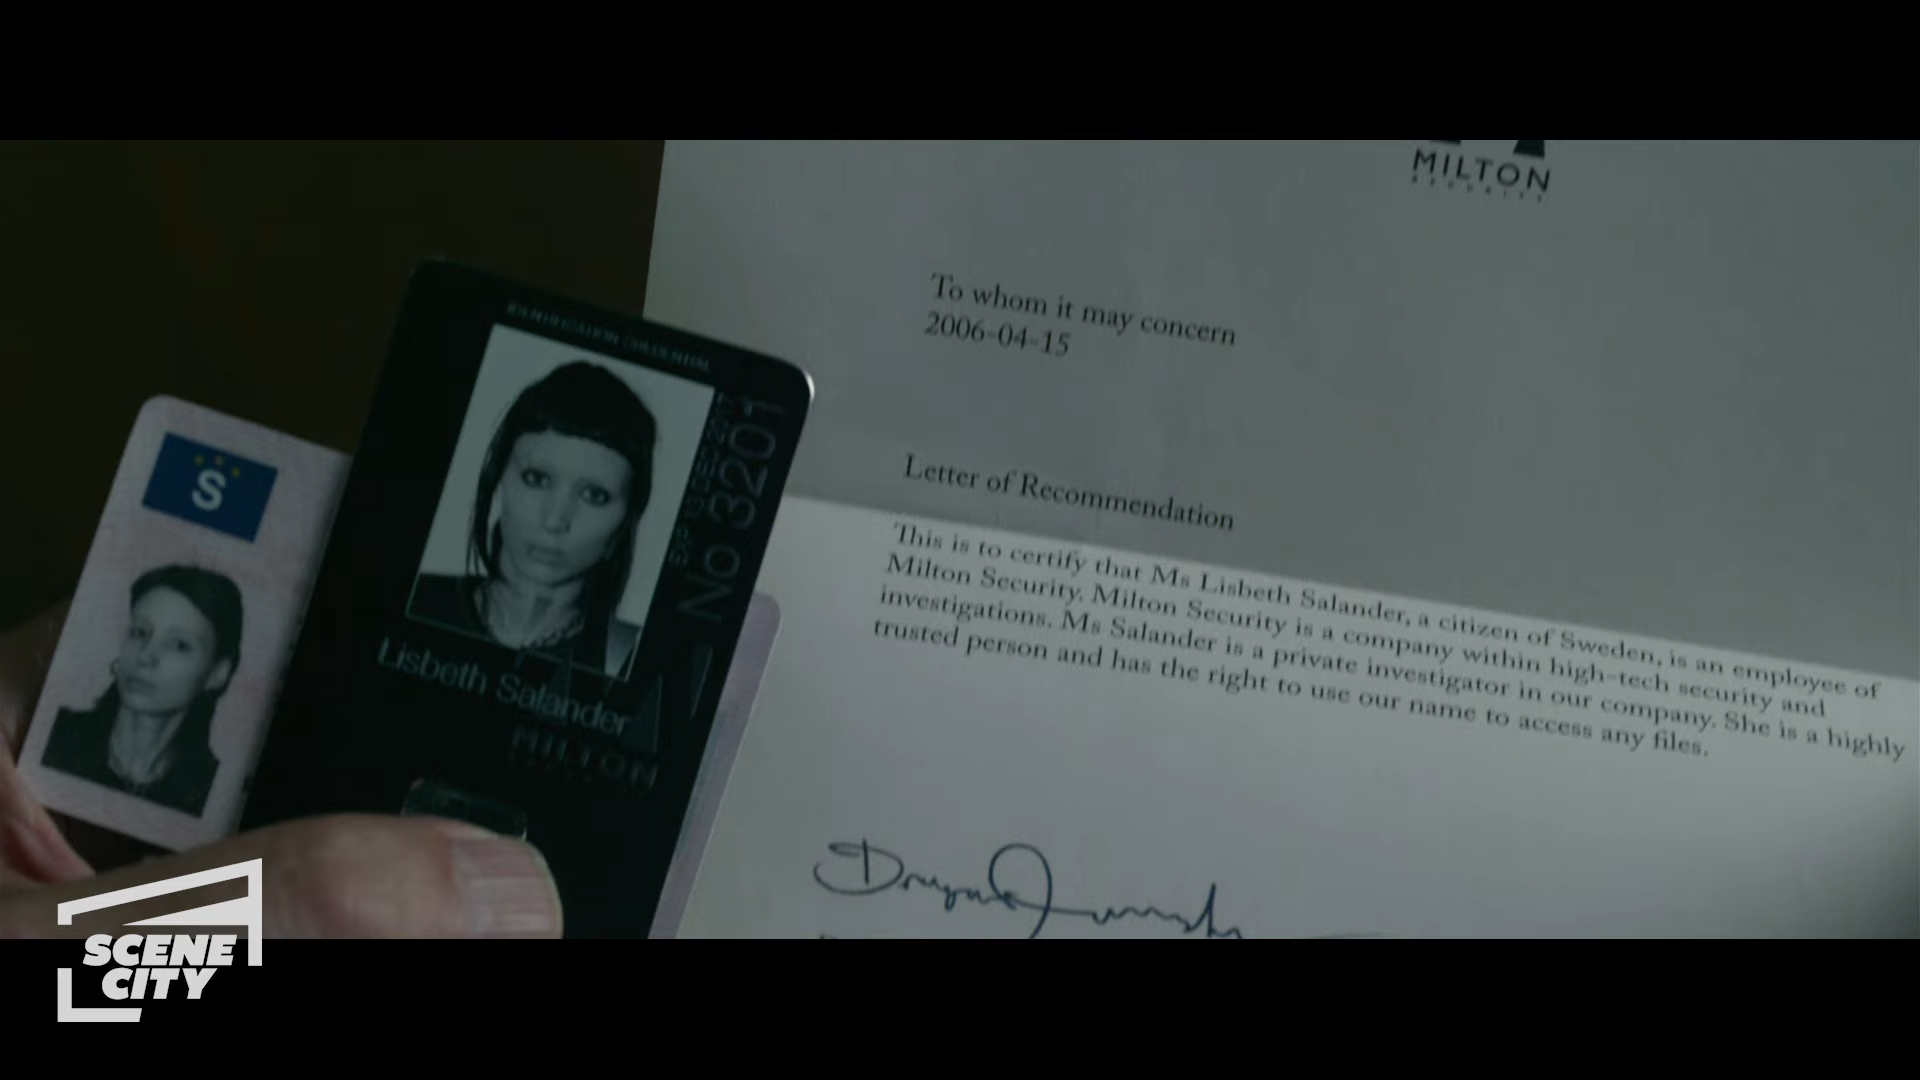 MILTON
SECURITY
To whom it may concern
2006-04-15
Letter of Recommendation
This is to certify that Ms Lisbeth Salander, a citizen of Sweden, is an employee of
Milton Security. Milton Security is a company within high-tech security and
investigations. Ms Salander is a private investigator in our company. She is a highly
trusted person and has the right to use our name to access any files.
S
IDENTIFICATION CREDENTIAL
No 3201
Lisbeth Salander
MILTON
SCENE
CITY